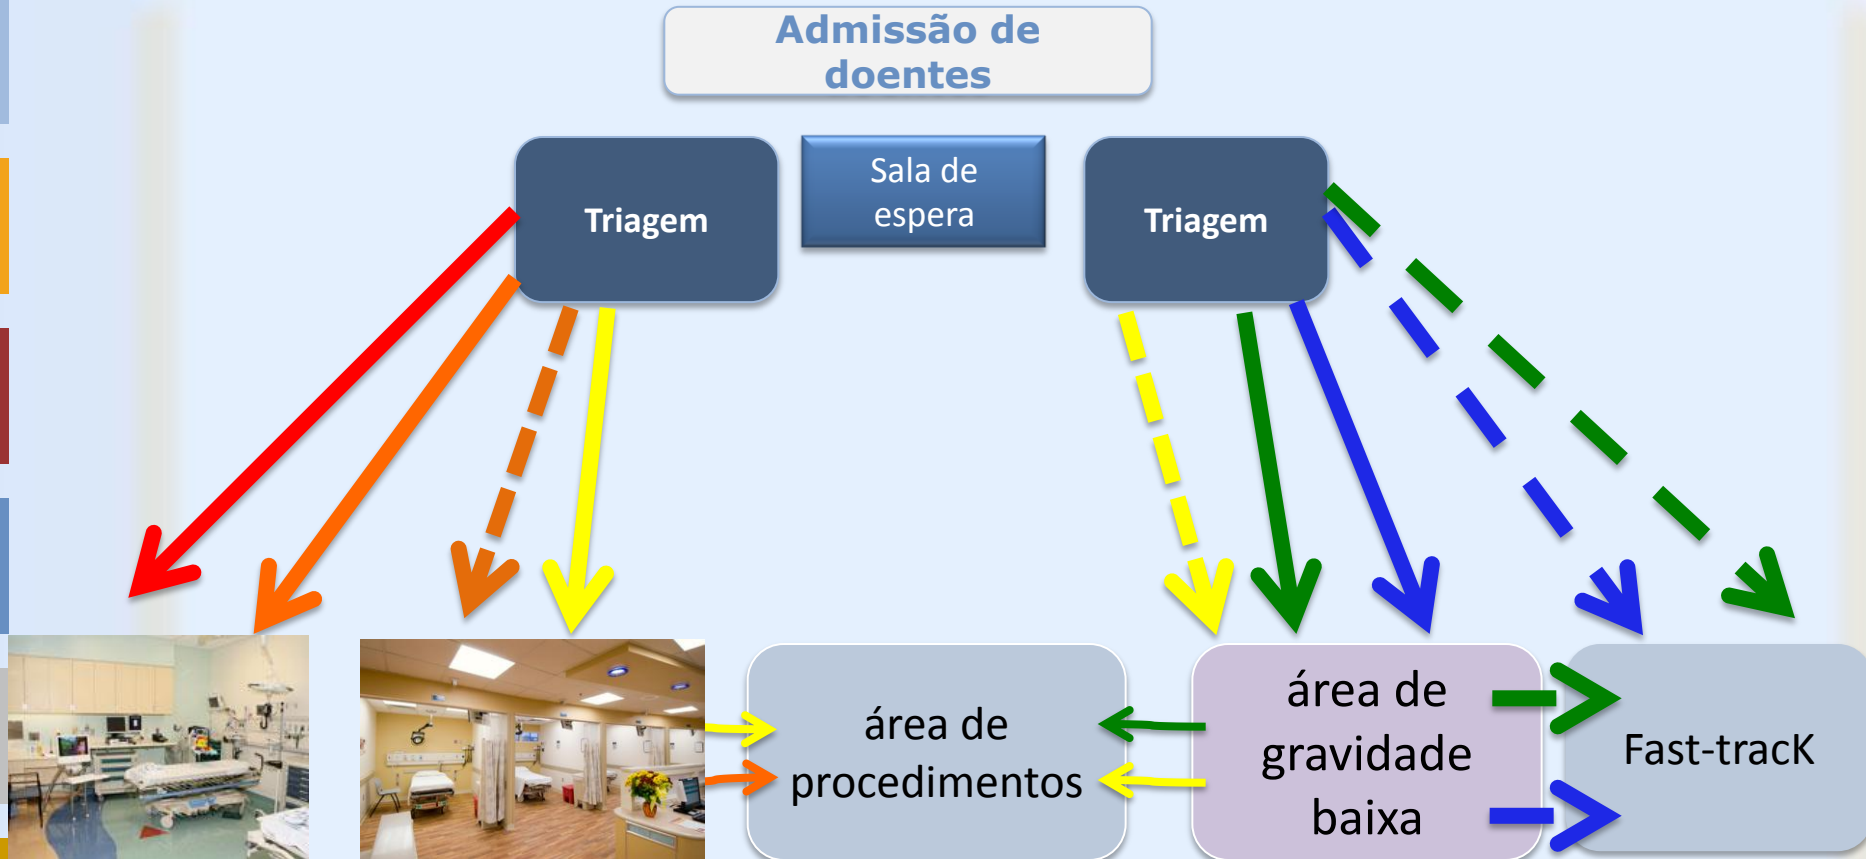 Admissão de
doentes
Triagem
Sala de
espera
Triagem
área de
procedimentos
área de
gravidade
baixa
Fast-tracK